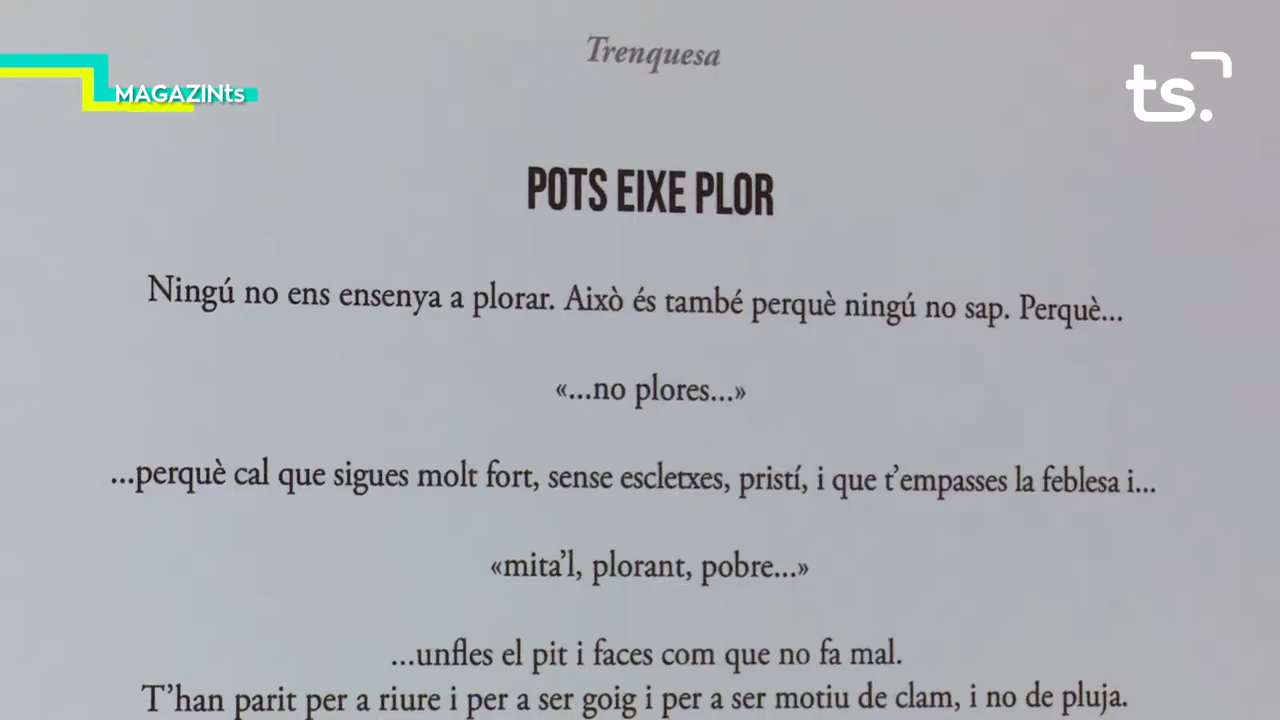 Trenquesa
MAGAZINts
ts.
POTS EIXE PLOR
Ningú no ens ensenya a plorar. Això és també perquè ningú no sap. Perquè...
«...no plores...»
...perquè cal que sigues molt fort, sense escletxes, pristí, i que t’empasses la feblesa i...
«mita’l, plorant, pobre...»
...unfles el pit i faces com que no fa mal.
T’han parit per a riure i per a ser goig i per a ser motiu de clam, i no de pluja.